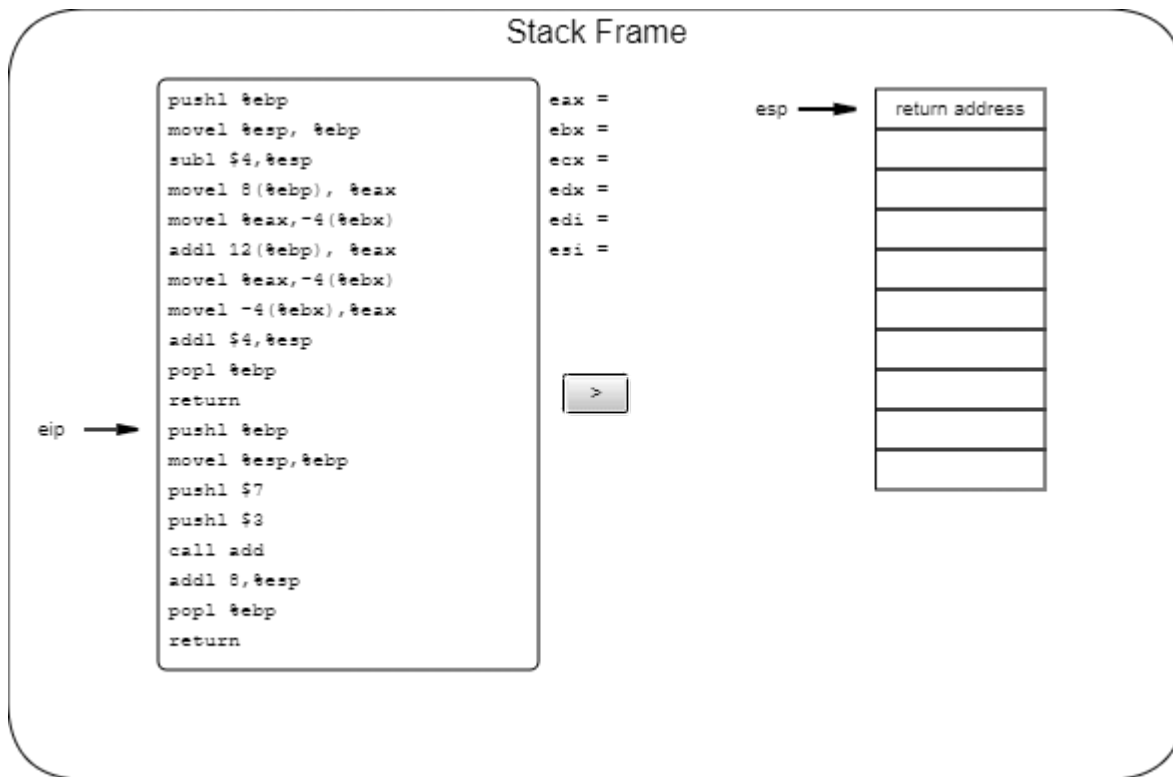 Stack Frame
pushl %ebp
movel %esp, %ebp
subl $4,%esp
movel 8(%ebp), %eax
movel %eax,-4(%ebx)
addl 12(%ebp), %eax
movel %eax,-4(%ebx)
movel -4(%ebx),%eax
addl $4,%esp
popl %ebp
return
pushl %ebp
movel %esp,%ebp
pushl $7
pushl $3
call add
addl 8,%esp
popl %ebp
return
eip
eax =
ebx =
ecx =
edx =
edi =
esi =
>
esp
return address